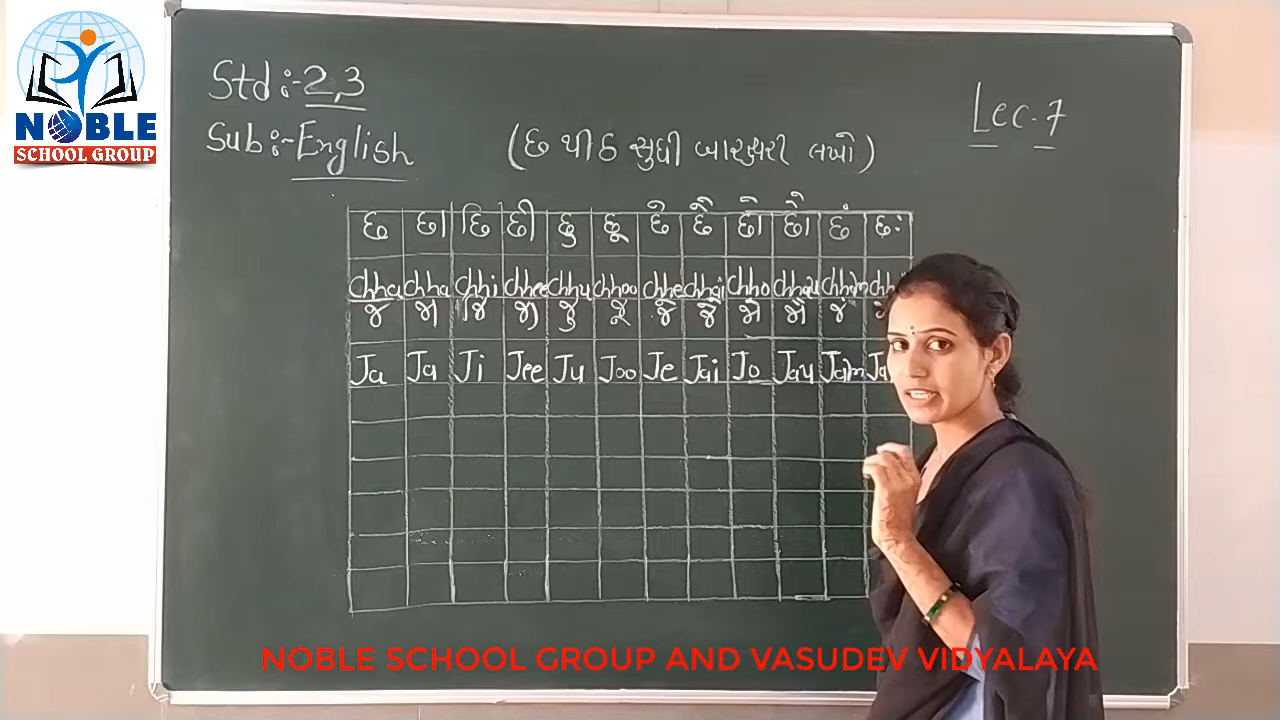 NOBLE
SCHOOL GROUP
Std :- 2,3
Sub :- English
Lec. 7
(છ થી ઠ સુધી બારાક્ષરી લખો)
છ છા છિ છી છુ છૂ છે છૈ છો છૌ છં છઃ
chha chha chhi chhee chhu chhoo chhe chhai chho chhau chham
જ જા જિ જી જુ જૂ જે જૈ જો જૌ જં
Ja Ja Ji Jee Ju Joo Je Jai Jo Jau Jam
NOBLE SCHOOL GROUP AND VASUDEV VIDYALAYA